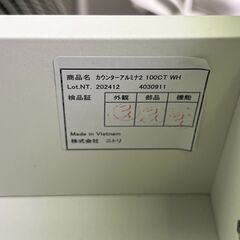 商品名 カウンターアルミナ2 100CT WH
Lot.NT. 202412 4030911
検品証 外観 部品 機能
Made in Vietnam
株式会社 ニトリ